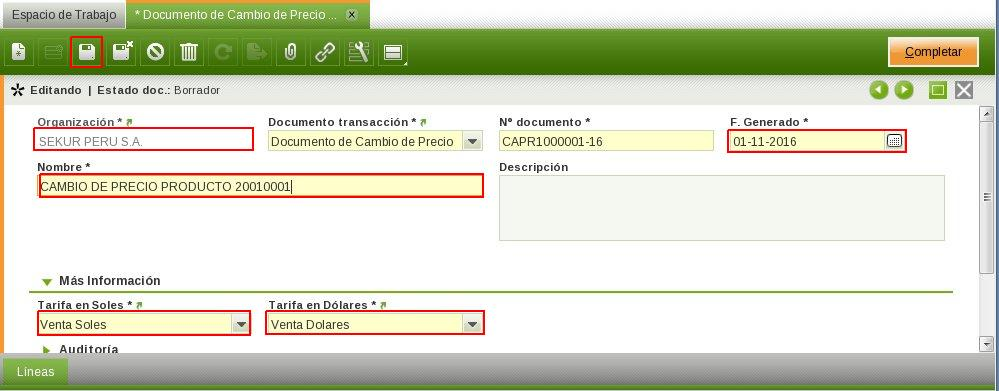 Espacio de Trabajo
* Documento de Cambio de Precio ...
Completar
Editando | Estado doc.: Borrador
Organización *
Documento transacción *
Nº documento *
F. Generado *
SEKUR PERU S.A.
Documento de Cambio de Precio
CAPR1000001-16
01-11-2016
Nombre *
Descripción
CAMBIO DE PRECIO PRODUCTO 20010001
Más Información
Tarifa en Soles *
Tarifa en Dólares *
Venta Soles
Venta Dolares
Auditoría
Líneas